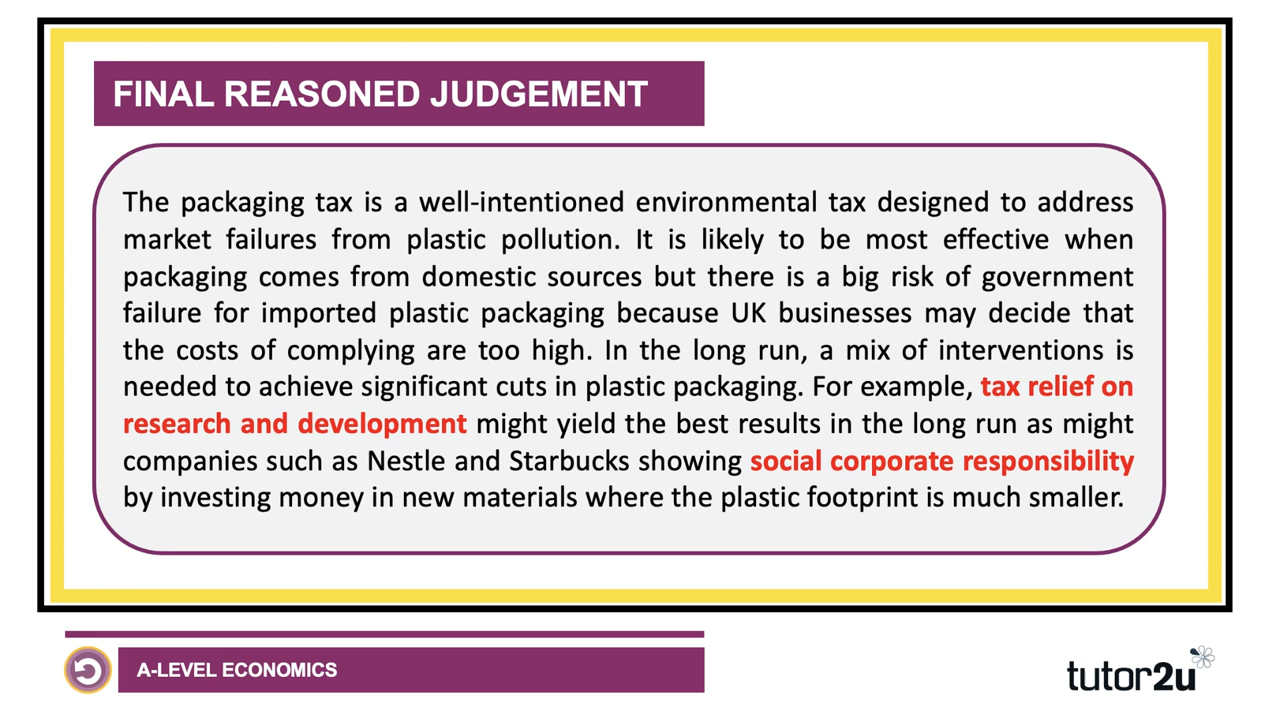 FINAL REASONED JUDGEMENT
The packaging tax is a well-intentioned environmental tax designed to address
market failures from plastic pollution. It is likely to be most effective when
packaging comes from domestic sources but there is a big risk of government
failure for imported plastic packaging because UK businesses may decide that
the costs of complying are too high. In the long run, a mix of interventions is
needed to achieve significant cuts in plastic packaging. For example, tax relief on
research and development might yield the best results in the long run as might
companies such as Nestle and Starbucks showing social corporate responsibility
by investing money in new materials where the plastic footprint is much smaller.
A-LEVEL ECONOMICS
tutor2u